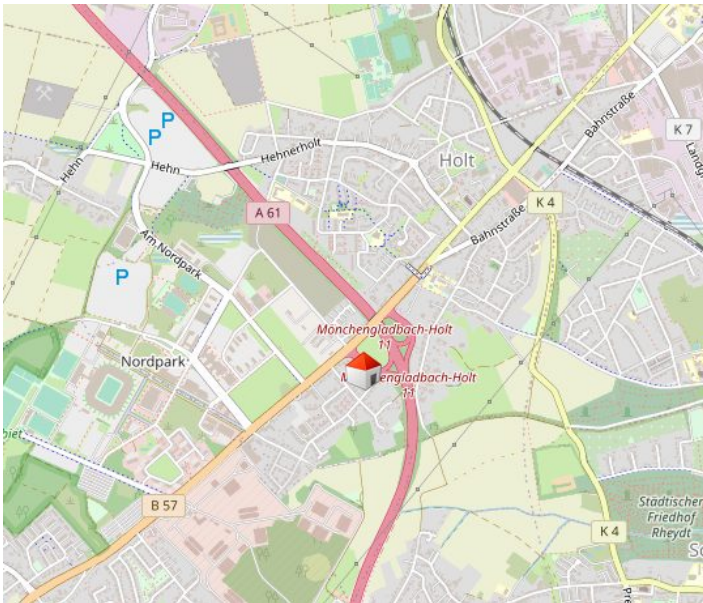 P
P
K 7
Bahnstraße
Hehnerholt
Holt
Hehn
Hehn
K 4
A 61
Bahnstraße
Am Nordpark
P
Mönchengladbach-Holt
11
Nordpark
engladbach-Holt
11
B 57
Städtischer
Friedhof
Rheydt
K 4